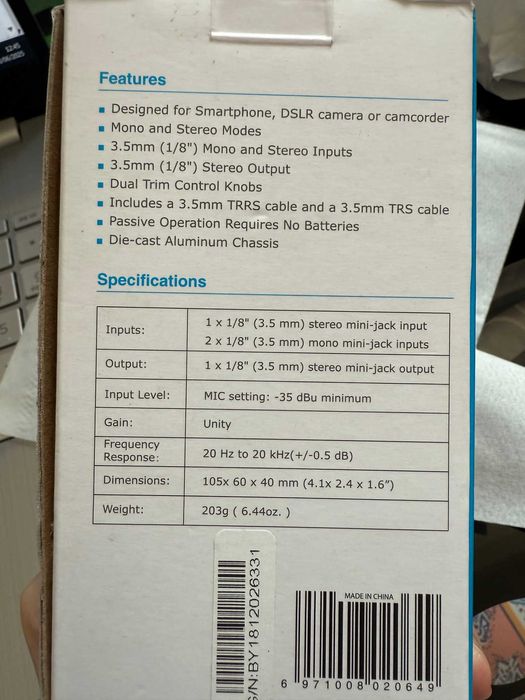 12:45
Features
Designed for Smartphone, DSLR camera or camcorder
Mono and Stereo Modes
3.5mm (1/8") Mono and Stereo Inputs
3.5mm (1/8") Stereo Output
Dual Trim Control Knobs
Includes a 3.5mm TRRS cable and a 3.5mm TRS cable
Passive Operation Requires No Batteries
Die-cast Aluminum Chassis
Specifications
Inputs:
1 x 1/8" (3.5 mm) stereo mini-jack input
2 x 1/8" (3.5 mm) mono mini-jack inputs
Output:
1 x 1/8" (3.5 mm) stereo mini-jack output
Input Level:
MIC setting: -35 dBu minimum
Gain:
Unity
Frequency
Response:
20 Hz to 20 kHz(+/-0.5 dB)
Dimensions:
105x 60 x 40 mm (4.1x 2.4 x 1.6")
Weight:
203g ( 6.44oz. )
S/N:BY1812026331
MADE IN CHINA
6 971008 020649